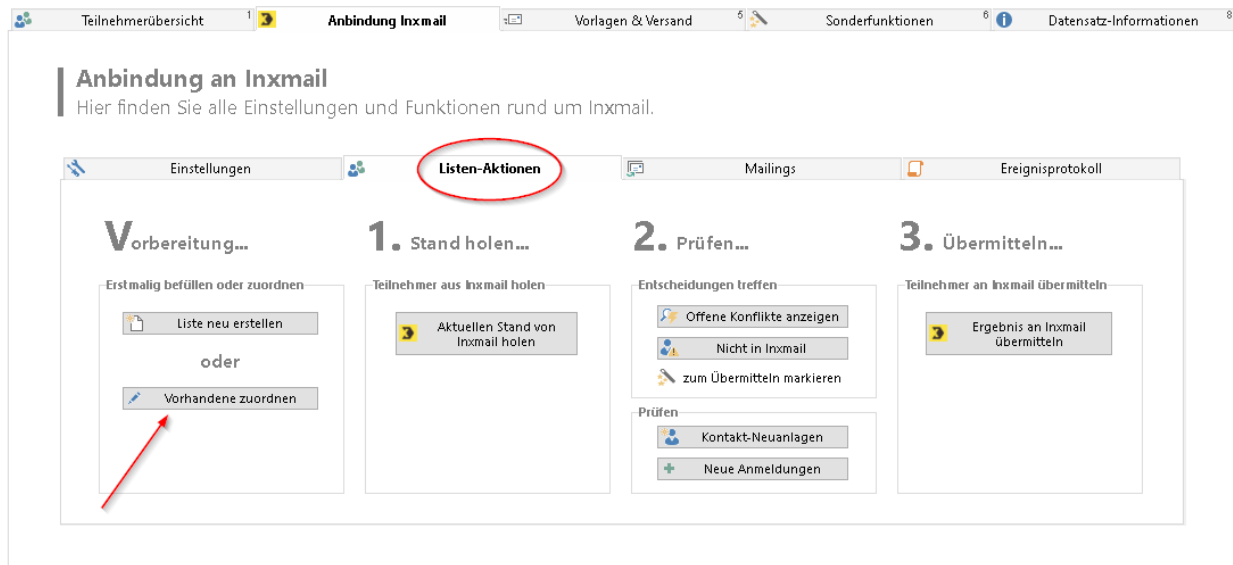 Teilnehmerübersicht 1 Anbindung Inxmail Vorlagen & Versand 5 Sonderfunktionen 6 Datensatz-Informationen 8
Anbindung an Inxmail
Hier finden Sie alle Einstellungen und Funktionen rund um Inxmail.
Einstellungen Listen-Aktionen Mailings Ereignisprotokoll
Vorbereitung...
Erstmalig befüllen oder zuordnen
Liste neu erstellen
oder
Vorhandene zuordnen
1. Stand holen...
Teilnehmer aus Inxmail holen
Aktuellen Stand von
Inxmail holen
2. Prüfen...
Entscheidungen treffen
Offene Konflikte anzeigen
Nicht in Inxmail
zum Übermitteln markieren
Prüfen
Kontakt-Neuanlagen
Neue Anmeldungen
3. Übermitteln...
Teilnehmer an Inxmail übermitteln
Ergebnis an Inxmail
übermitteln